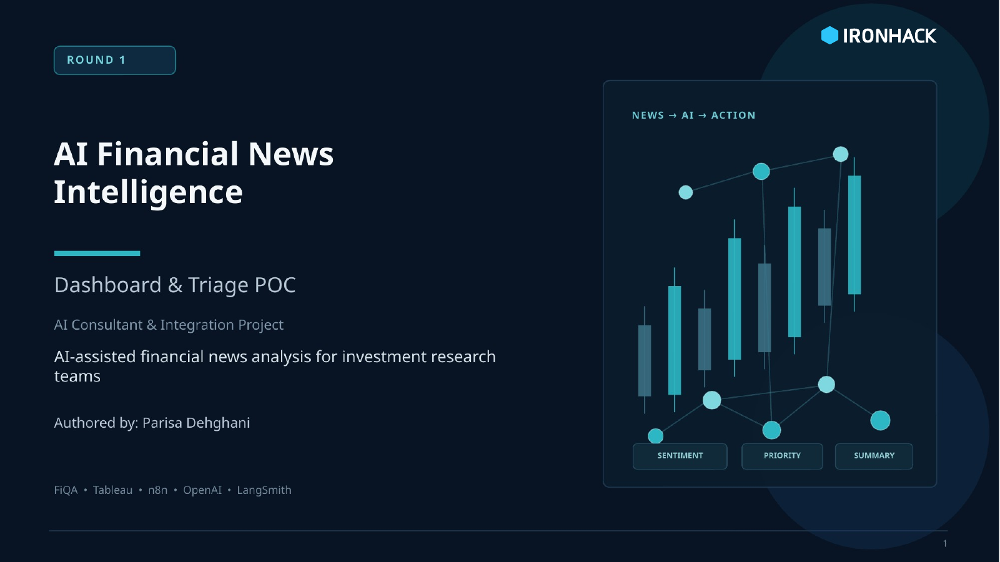 IRONHACK
ROUND 1
NEWS → AI → ACTION
AI Financial News
Intelligence
Dashboard & Triage POC
AI Consultant & Integration Project
AI-assisted financial news analysis for investment research
teams
Authored by: Parisa Dehghani
SENTIMENT
PRIORITY
SUMMARY
FiQA • Tableau • n8n • OpenAI • LangSmith
1